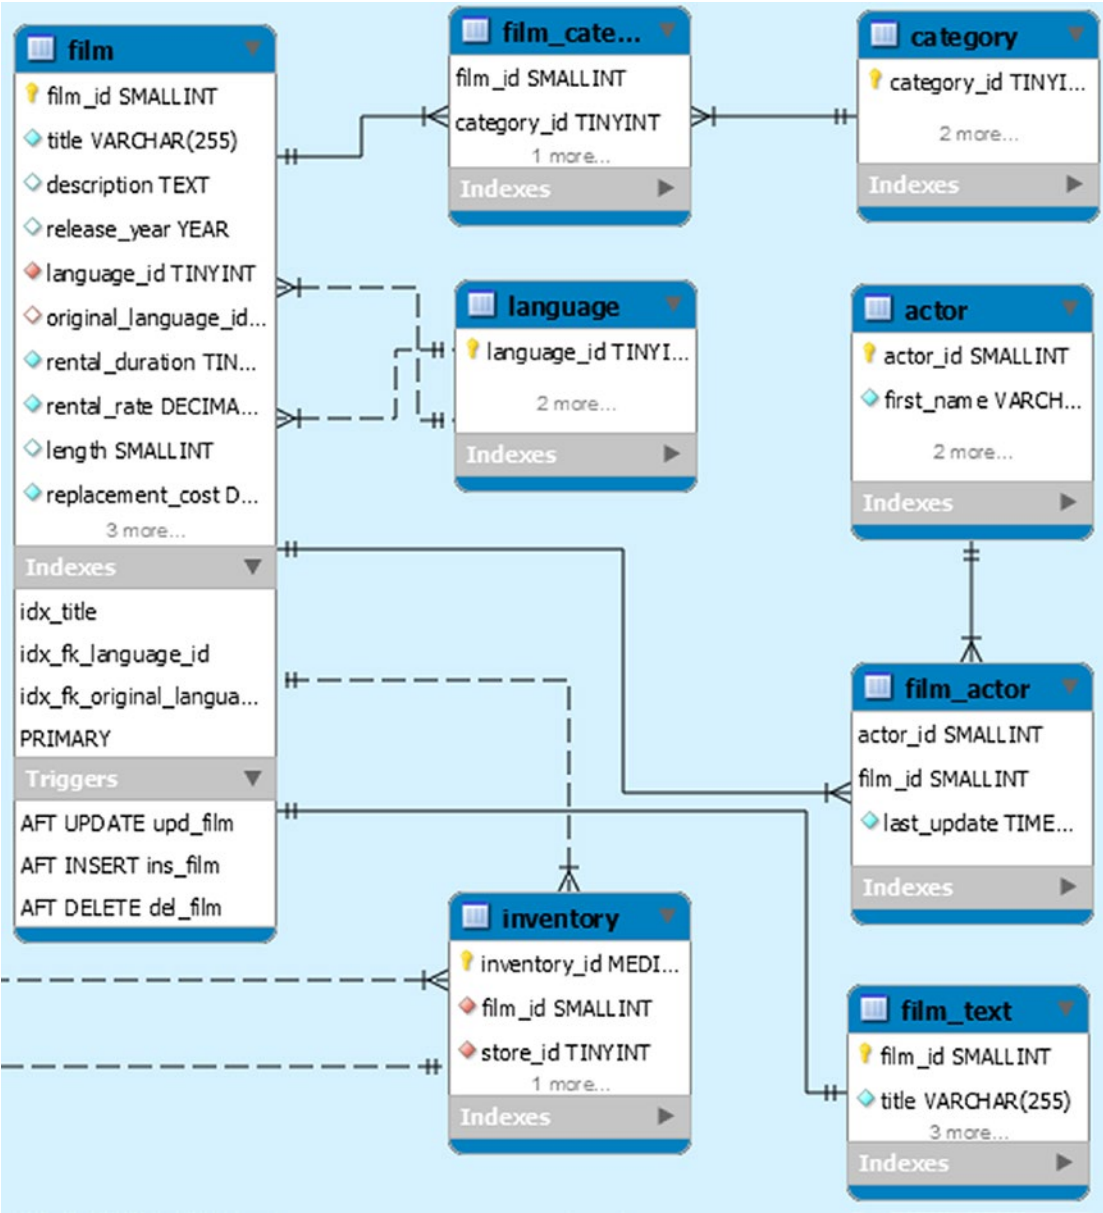 film
film_id SMALLINT
title VARCHAR(255)
description TEXT
release_year YEAR
language_id TINYINT
original_language_id...
rental_duration TIN...
rental_rate DECIMA...
length SMALLINT
replacement_cost D...
3 more...
Indexes
idx_title
idx_fk_language_id
idx_fk_original_langua...
PRIMARY
Triggers
AFT UPDATE upd_film
AFT INSERT ins_film
AFT DELETE del_film
film_cate...
film_id SMALLINT
category_id TINYINT
1 more...
Indexes
category
category_id TINYI...
2 more...
Indexes
language
language_id TINYI...
2 more...
Indexes
actor
actor_id SMALLINT
first_name VARCH...
2 more...
Indexes
film_actor
actor_id SMALLINT
film_id SMALLINT
last_update TIME...
Indexes
inventory
inventory_id MEDI...
film_id SMALLINT
store_id TINYINT
1 more...
Indexes
film_text
film_id SMALLINT
title VARCHAR(255)
3 more...
Indexes